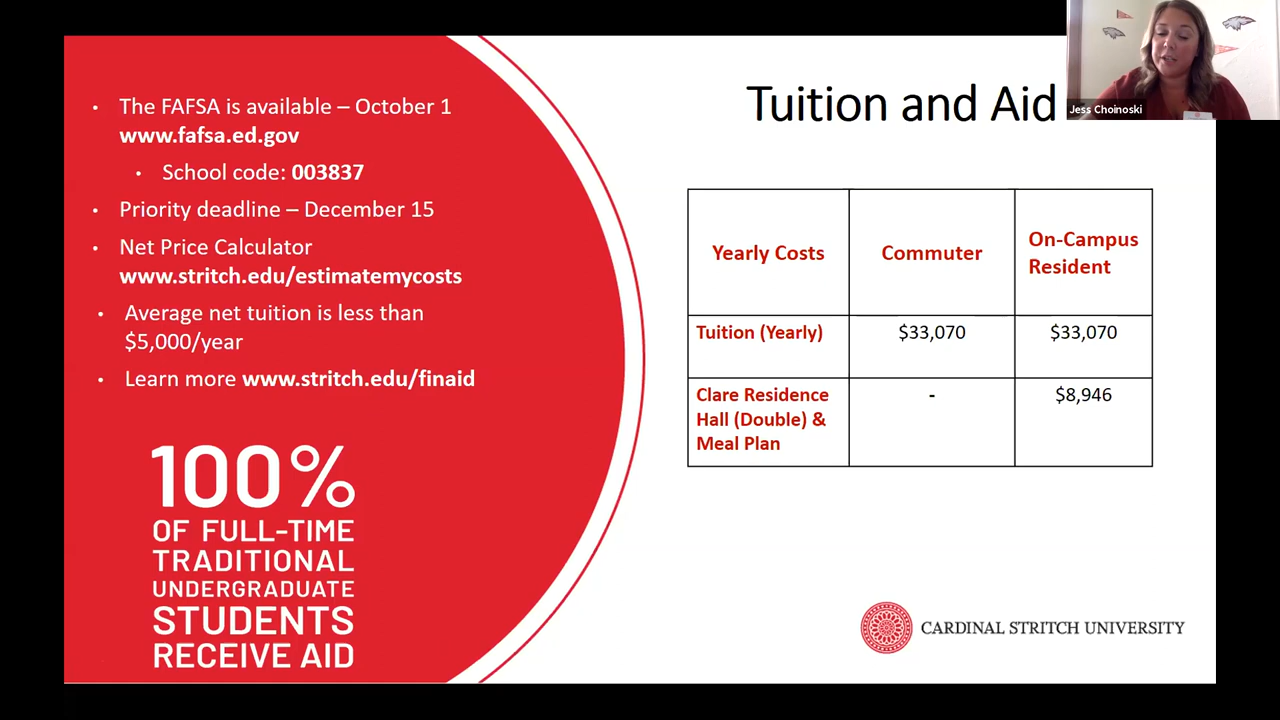 • The FAFSA is available – October 1
www.fafsa.ed.gov
• School code: 003837
• Priority deadline – December 15
• Net Price Calculator
www.stritch.edu/estimatemycosts
• Average net tuition is less than
$5,000/year
• Learn more www.stritch.edu/finaid
100%
OF FULL-TIME
TRADITIONAL
UNDERGRADUATE
STUDENTS
RECEIVE AID
Tuition and Aid
Jess Choinoski
Yearly Costs
Commuter
On-Campus
Resident
Tuition (Yearly)
$33,070
$33,070
Clare Residence
Hall (Double) &
Meal Plan
-
$8,946
CARDINAL STRITCH UNIVERSITY